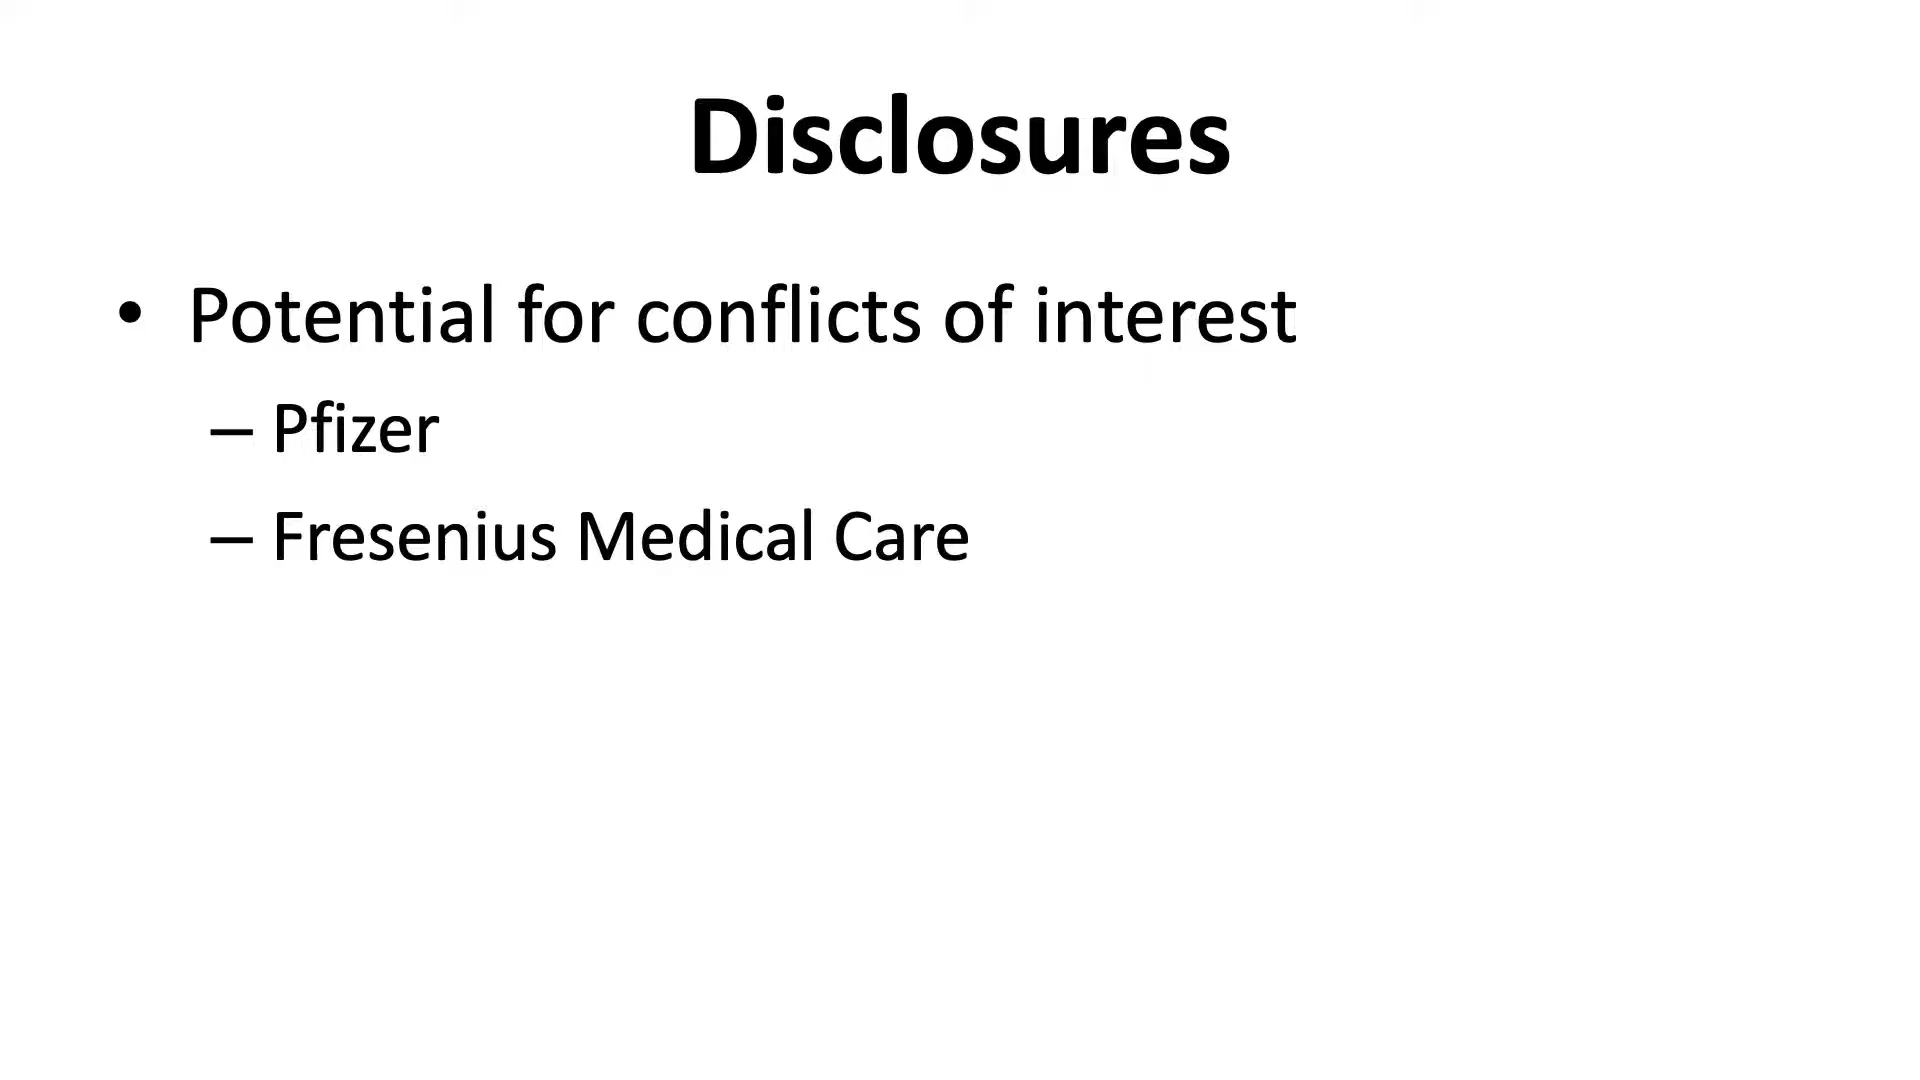 Disclosures
• Potential for conflicts of interest
– Pfizer
– Fresenius Medical Care